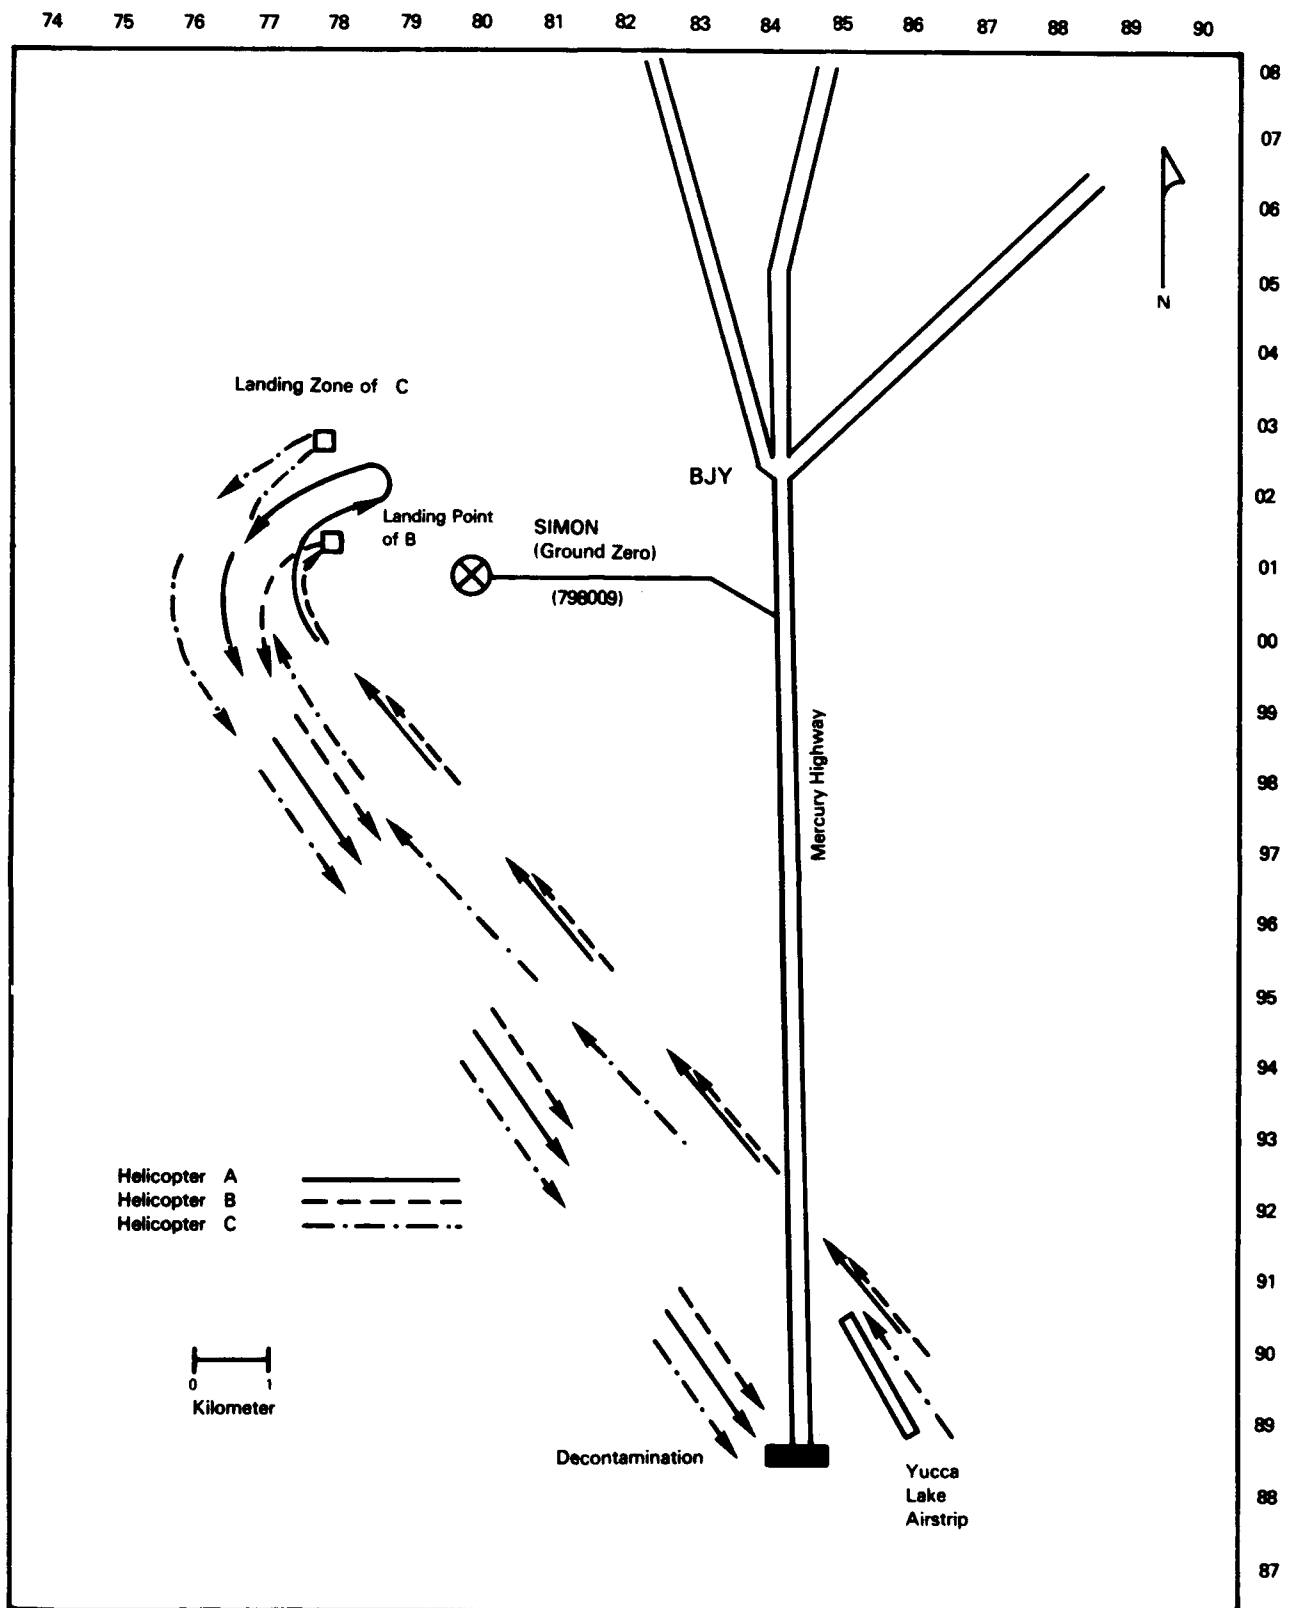 74 75 76 77 78 79 80 81 82 83 84 85 86 87 88 89 90
08
07
06
N
05
04
Landing Zone of C
03
BJY
02
Landing Point
of B
SIMON
(Ground Zero)
01
(798009)
00
99
Mercury Highway
98
97
96
95
94
93
Helicopter A
Helicopter B
Helicopter C
92
91
90
0 1
Kilometer
89
Decontamination
Yucca
Lake
Airstrip
88
87